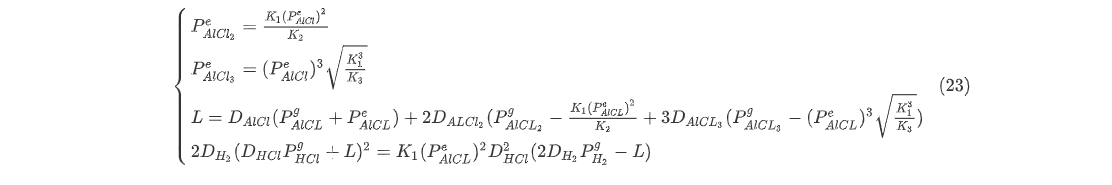 P^e_{AlCl_2} = \frac{K_1(P^e_{AlCl})^2}{K_2}
P^e_{AlCl_3} = (P^e_{AlCl})^3 \sqrt{\frac{K_1^3}{K_3}}
L = D_{AlCl}(P^g_{AlCL} + P^e_{AlCL}) + 2D_{ALCl_2}(P^g_{AlCL_2} - \frac{K_1(P^e_{AlCL})^2}{K_2} + 3D_{AlCL_3}(P^g_{AlCL_3} - (P^e_{AlCL})^3 \sqrt{\frac{K_1^3}{K_3}}) (23)
2D_{H_2}(D_{HCl}P^g_{HCl} + L)^2 = K_1(P^e_{AlCL})^2 D^2_{HCl}(2D_{H_2}P^g_{H_2} - L)